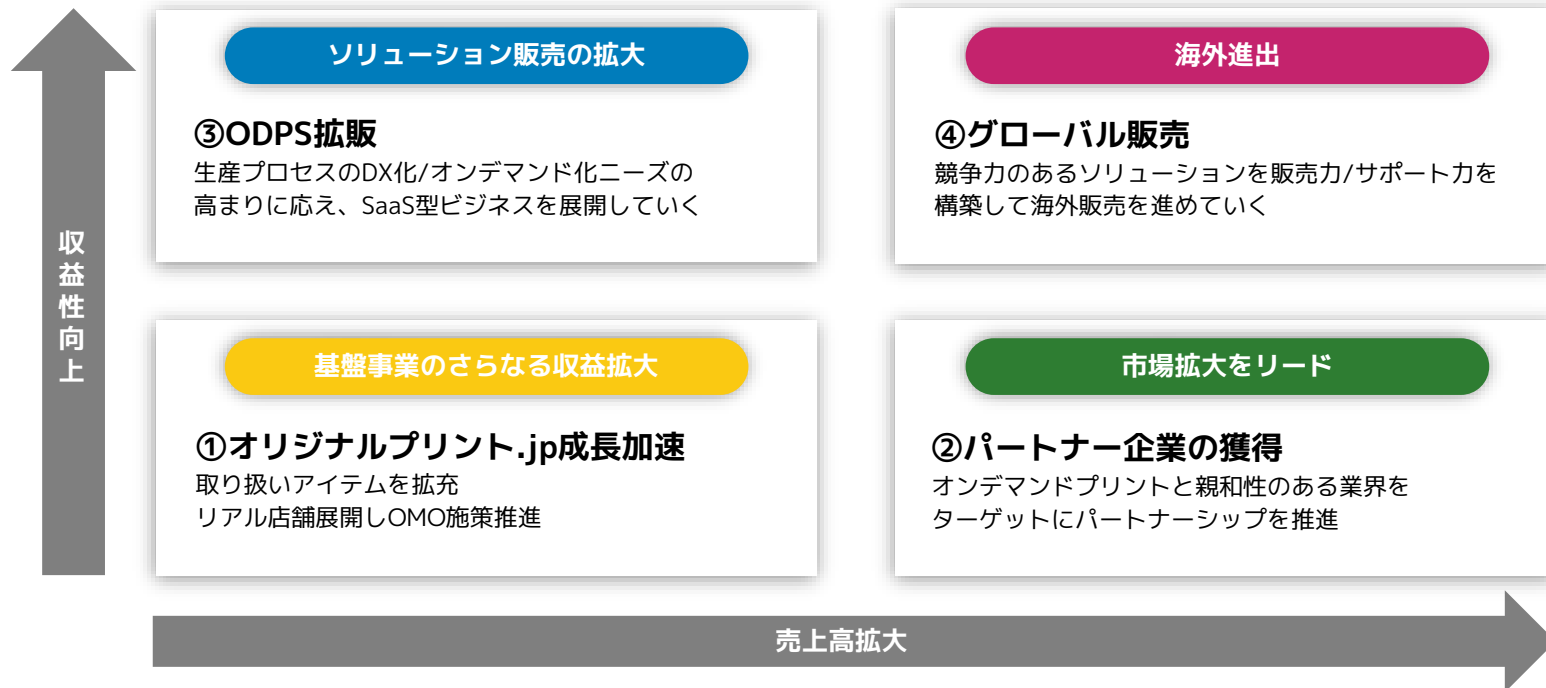 ソリューション販売の拡大
③ODPS拡販
生産プロセスのDX化/オンデマンド化ニーズの
高まりに応え、SaaS型ビジネスを展開していく
海外進出
④グローバル販売
競争力のあるソリューションを販売力/サポート力を
構築して海外販売を進めていく
収益性向上
基盤事業のさらなる収益拡大
①オリジナルプリント.jp成長加速
取り扱いアイテムを拡充
リアル店舗展開しOMO施策推進
市場拡大をリード
②パートナー企業の獲得
オンデマンドプリントと親和性のある業界を
ターゲットにパートナーシップを推進
売上高拡大